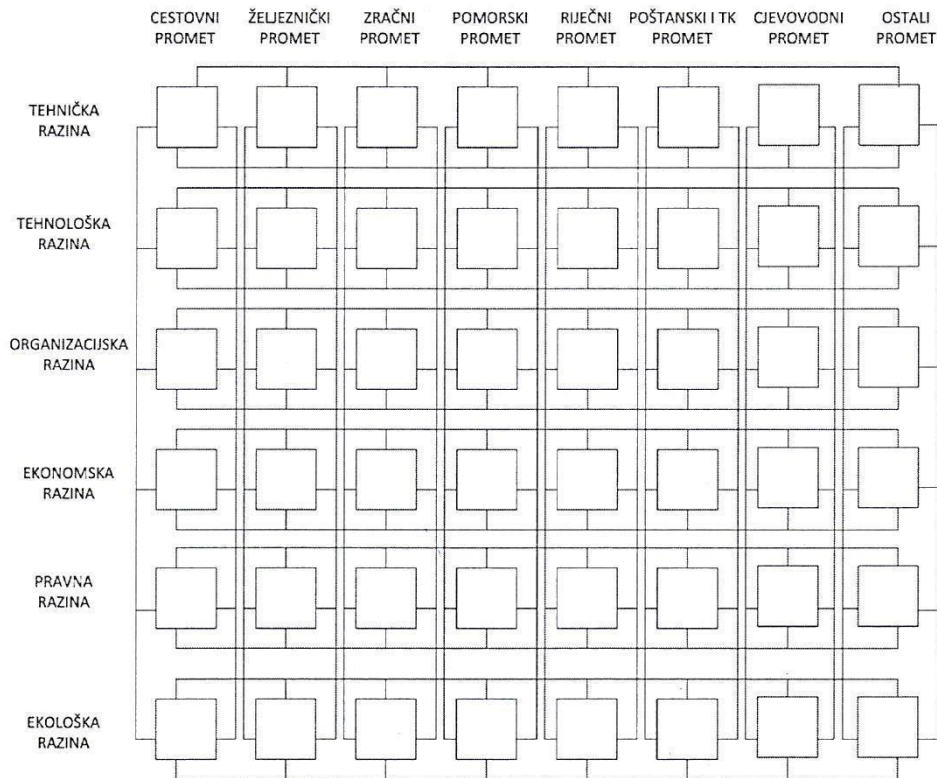 CESTOVNI PROMET
ŽELJEZNIČKI PROMET
ZRAČNI PROMET
POMORSKI PROMET
RIJEČNI PROMET
POŠTANSKI I TK PROMET
CJEVOVODNI PROMET
OSTALI PROMET
TEHNIČKA
RAZINA
TEHNOLOŠKA
RAZINA
ORGANIZACIJSKA
RAZINA
EKONOMSKA
RAZINA
PRAVNA
RAZINA
EKOLOŠKA
RAZINA